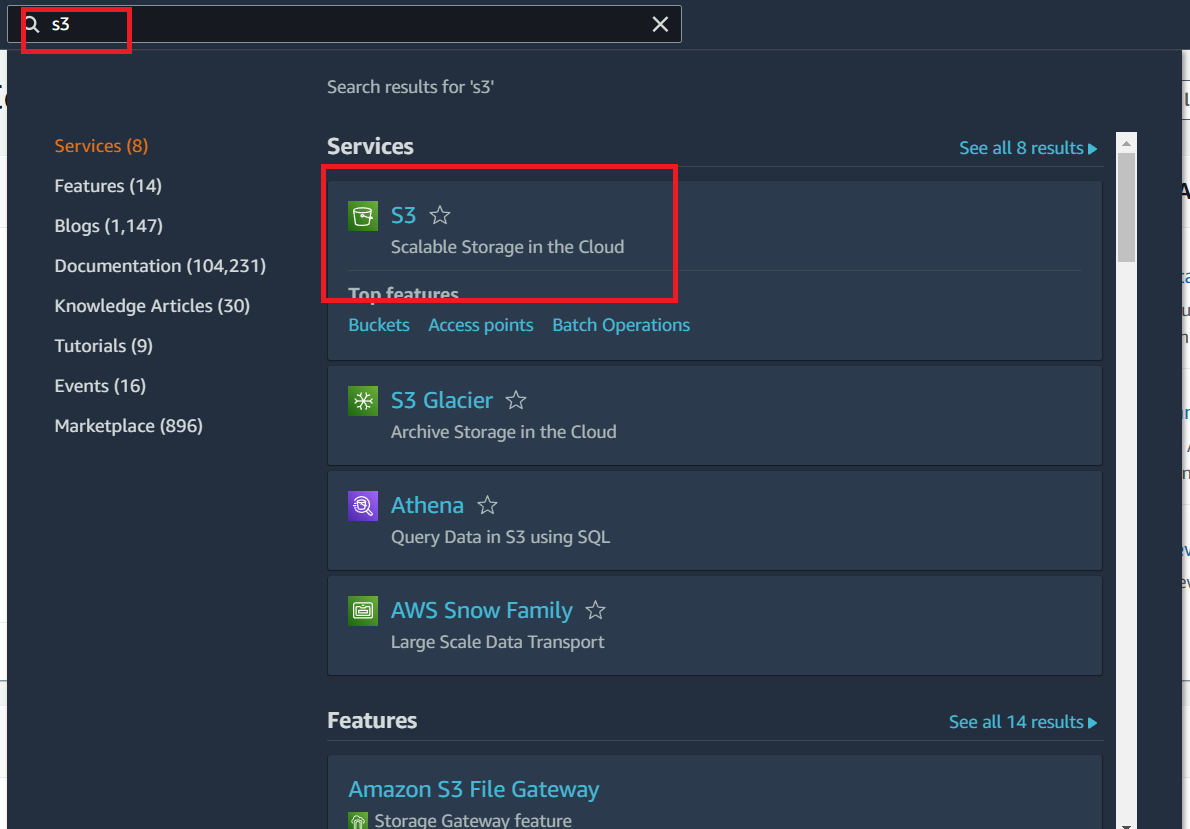 s3
Search results for 's3'
Services (8)
Features (14)
Blogs (1,147)
Documentation (104,231)
Knowledge Articles (30)
Tutorials (9)
Events (16)
Marketplace (896)
Services
See all 8 results
S3
Scalable Storage in the Cloud
Top features
Buckets Access points Batch Operations
S3 Glacier
Archive Storage in the Cloud
Athena
Query Data in S3 using SQL
AWS Snow Family
Large Scale Data Transport
Features
See all 14 results
Amazon S3 File Gateway
Storage Gateway feature